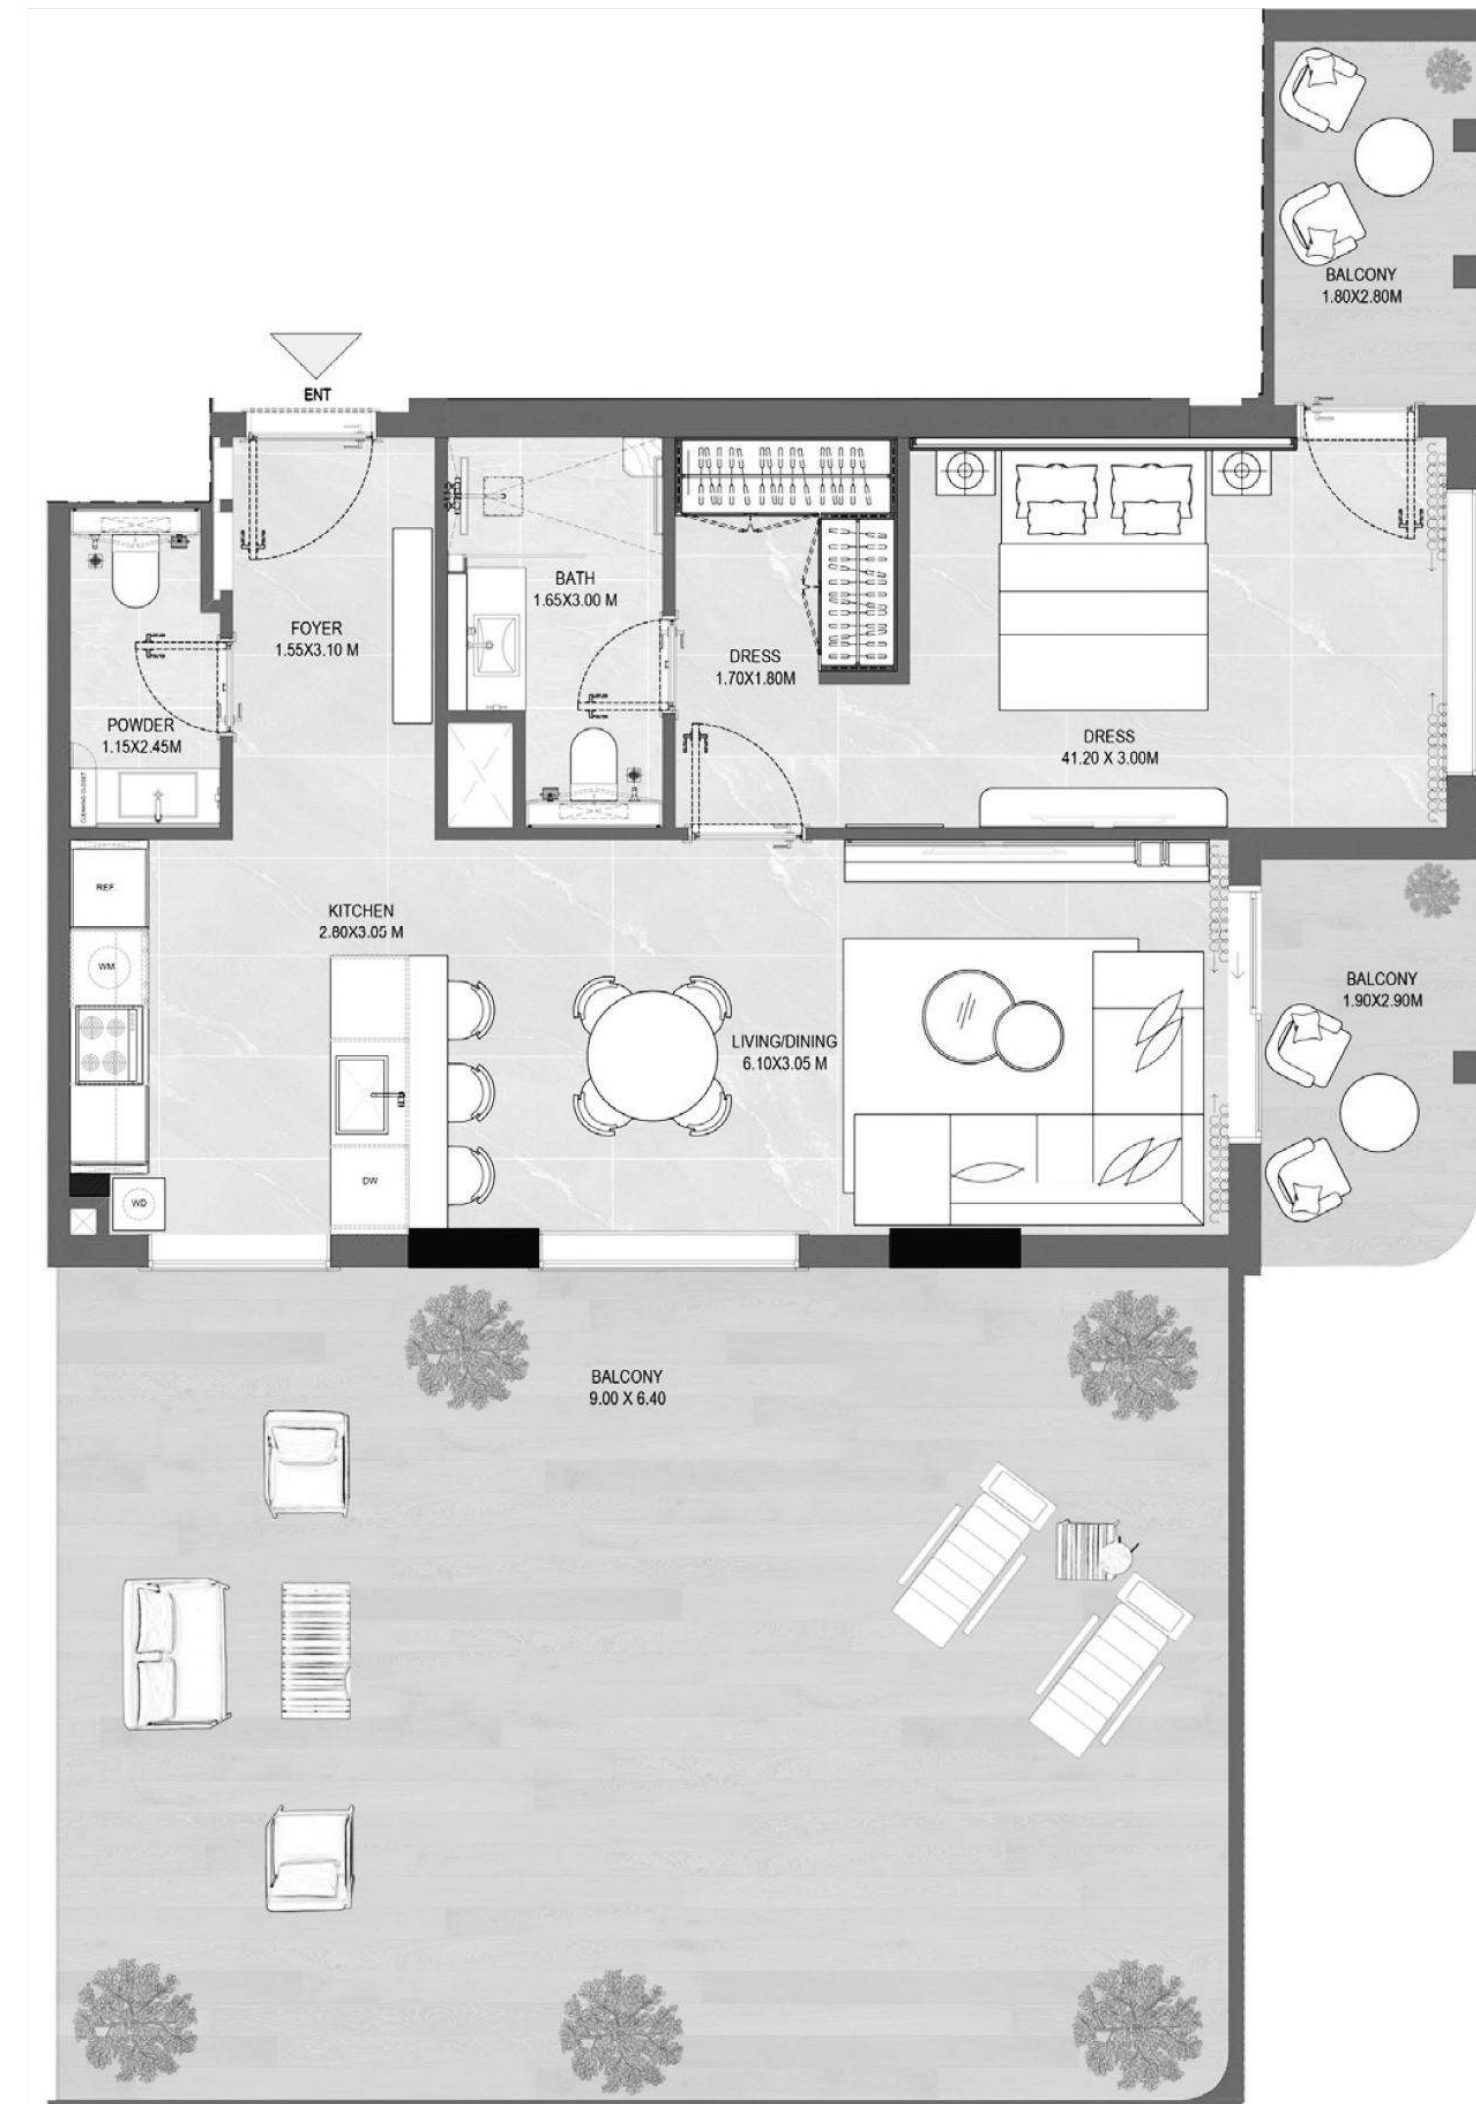 BALCONY
1.80X2.80M
ENT
BATH
1.65X3.00 M
FOYER
1.55X3.10 M
DRESS
1.70X1.80M
POWDER
1.15X2.45M
DRESS
41.20 X 3.00M
CLEANING CLOSET
REF
KITCHEN
2.80X3.05 M
WM
BALCONY
1.90X2.90M
LIVING/DINING
6.10X3.05 M
DW
WD
BALCONY
9.00 X 6.40